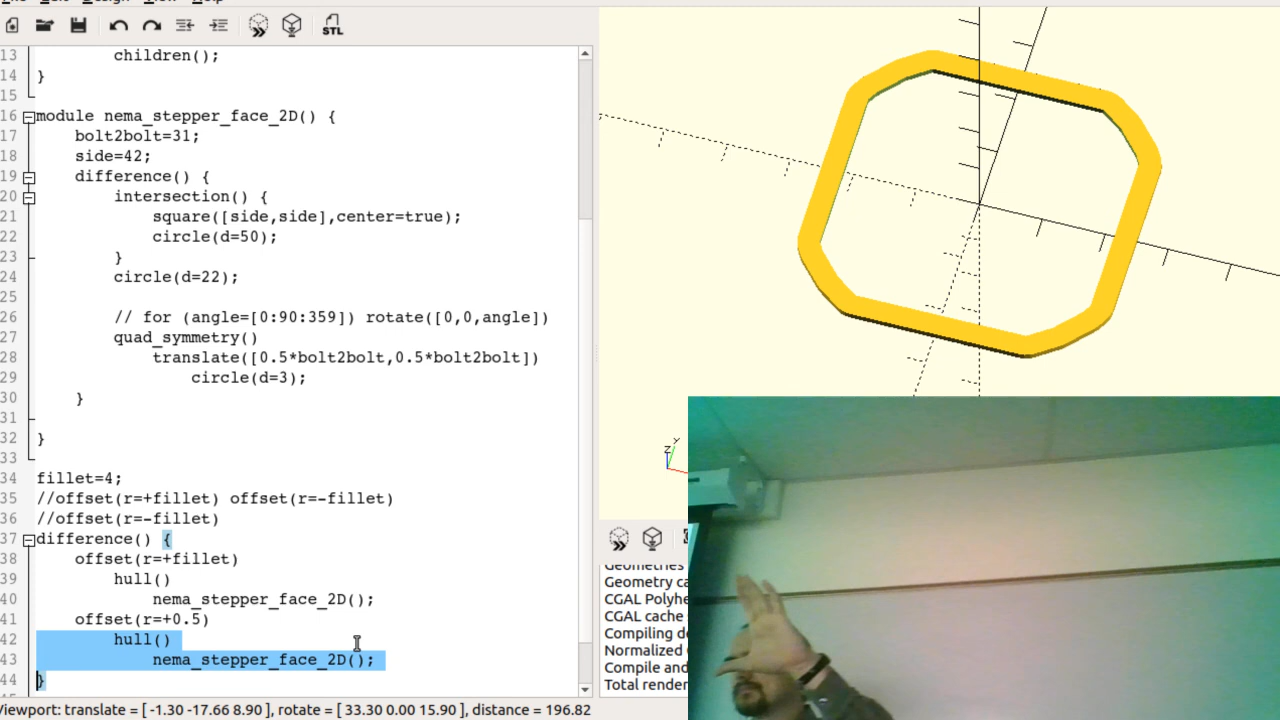 STL
13 children();
14 }
15
16 module nema_stepper_face_2D() {
17 bolt2bolt=31;
18 side=42;
19 difference() {
20 intersection() {
21 square([side,side],center=true);
22 circle(d=50);
23 }
24 circle(d=22);
25
26 // for (angle=[0:90:359]) rotate([0,0,angle])
27 quad_symmetry()
28 translate([0.5*bolt2bolt,0.5*bolt2bolt])
29 circle(d=3);
30 }
31
32 }
33
34 fillet=4;
35 //offset(r=+fillet) offset(r=-fillet)
36 //offset(r=-fillet)
37 difference() {
38 offset(r=+fillet)
39 hull()
40 nema_stepper_face_2D();
41 offset(r=+0.5)
42 hull()
43 nema_stepper_face_2D();
44 }
Viewport: translate = [ -1.30 -17.66 8.90 ], rotate = [ 33.30 0.00 15.90 ], distance = 196.82
Z
Y
Geometries
Geometry ca
CGAL Polyhe
CGAL cache
Compiling de
Normalized
Compile and
Total render